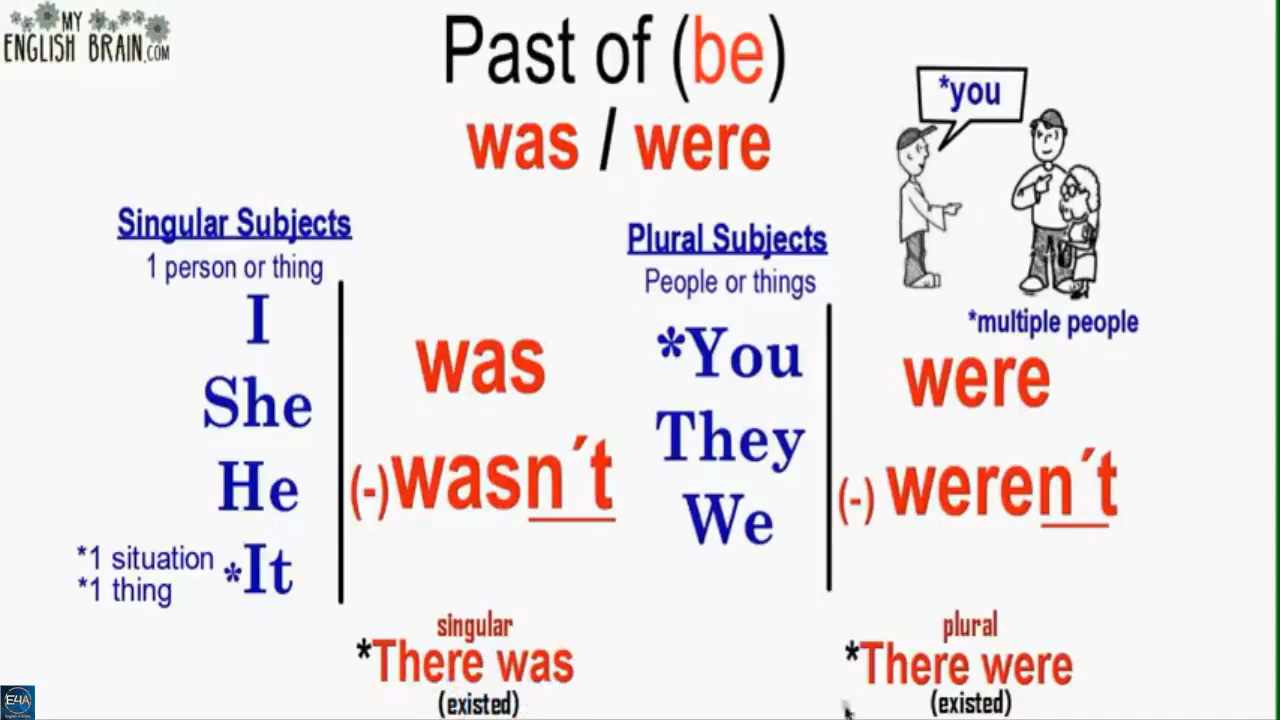 MY
ENGLISH BRAIN.COM
Past of (be)
was / were
*you
*multiple people
Singular Subjects
1 person or thing
I
She
He
*1 situation
*1 thing
*It
was
(-)wasn´t
Plural Subjects
People or things
*You
They
We
were
(-) weren´t
singular
*There was
(existed)
plural
*There were
(existed)
E4A